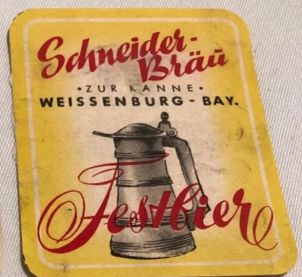 Schneider-
Bräu
• ZUR KANNE •
WEISSENBURG - BAY.
Festbier